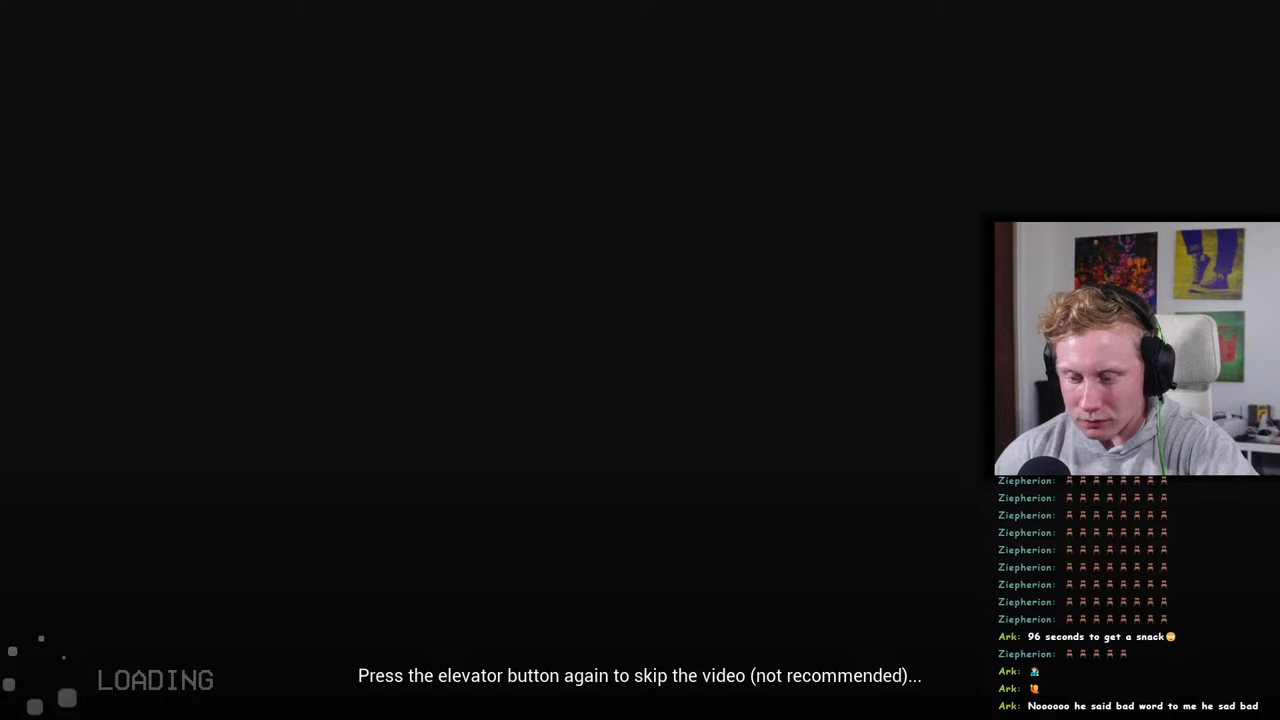 Ziepherion:
Ziepherion:
Ziepherion:
Ziepherion:
Ziepherion:
Ziepherion:
Ziepherion:
Ziepherion:
Ziepherion:
Ark: 96 seconds to get a snack
Ziepherion:
Ark:
Ark:
Ark: Noooooo he said bad word to me he sad bad
LOADING
Press the elevator button again to skip the video (not recommended)...